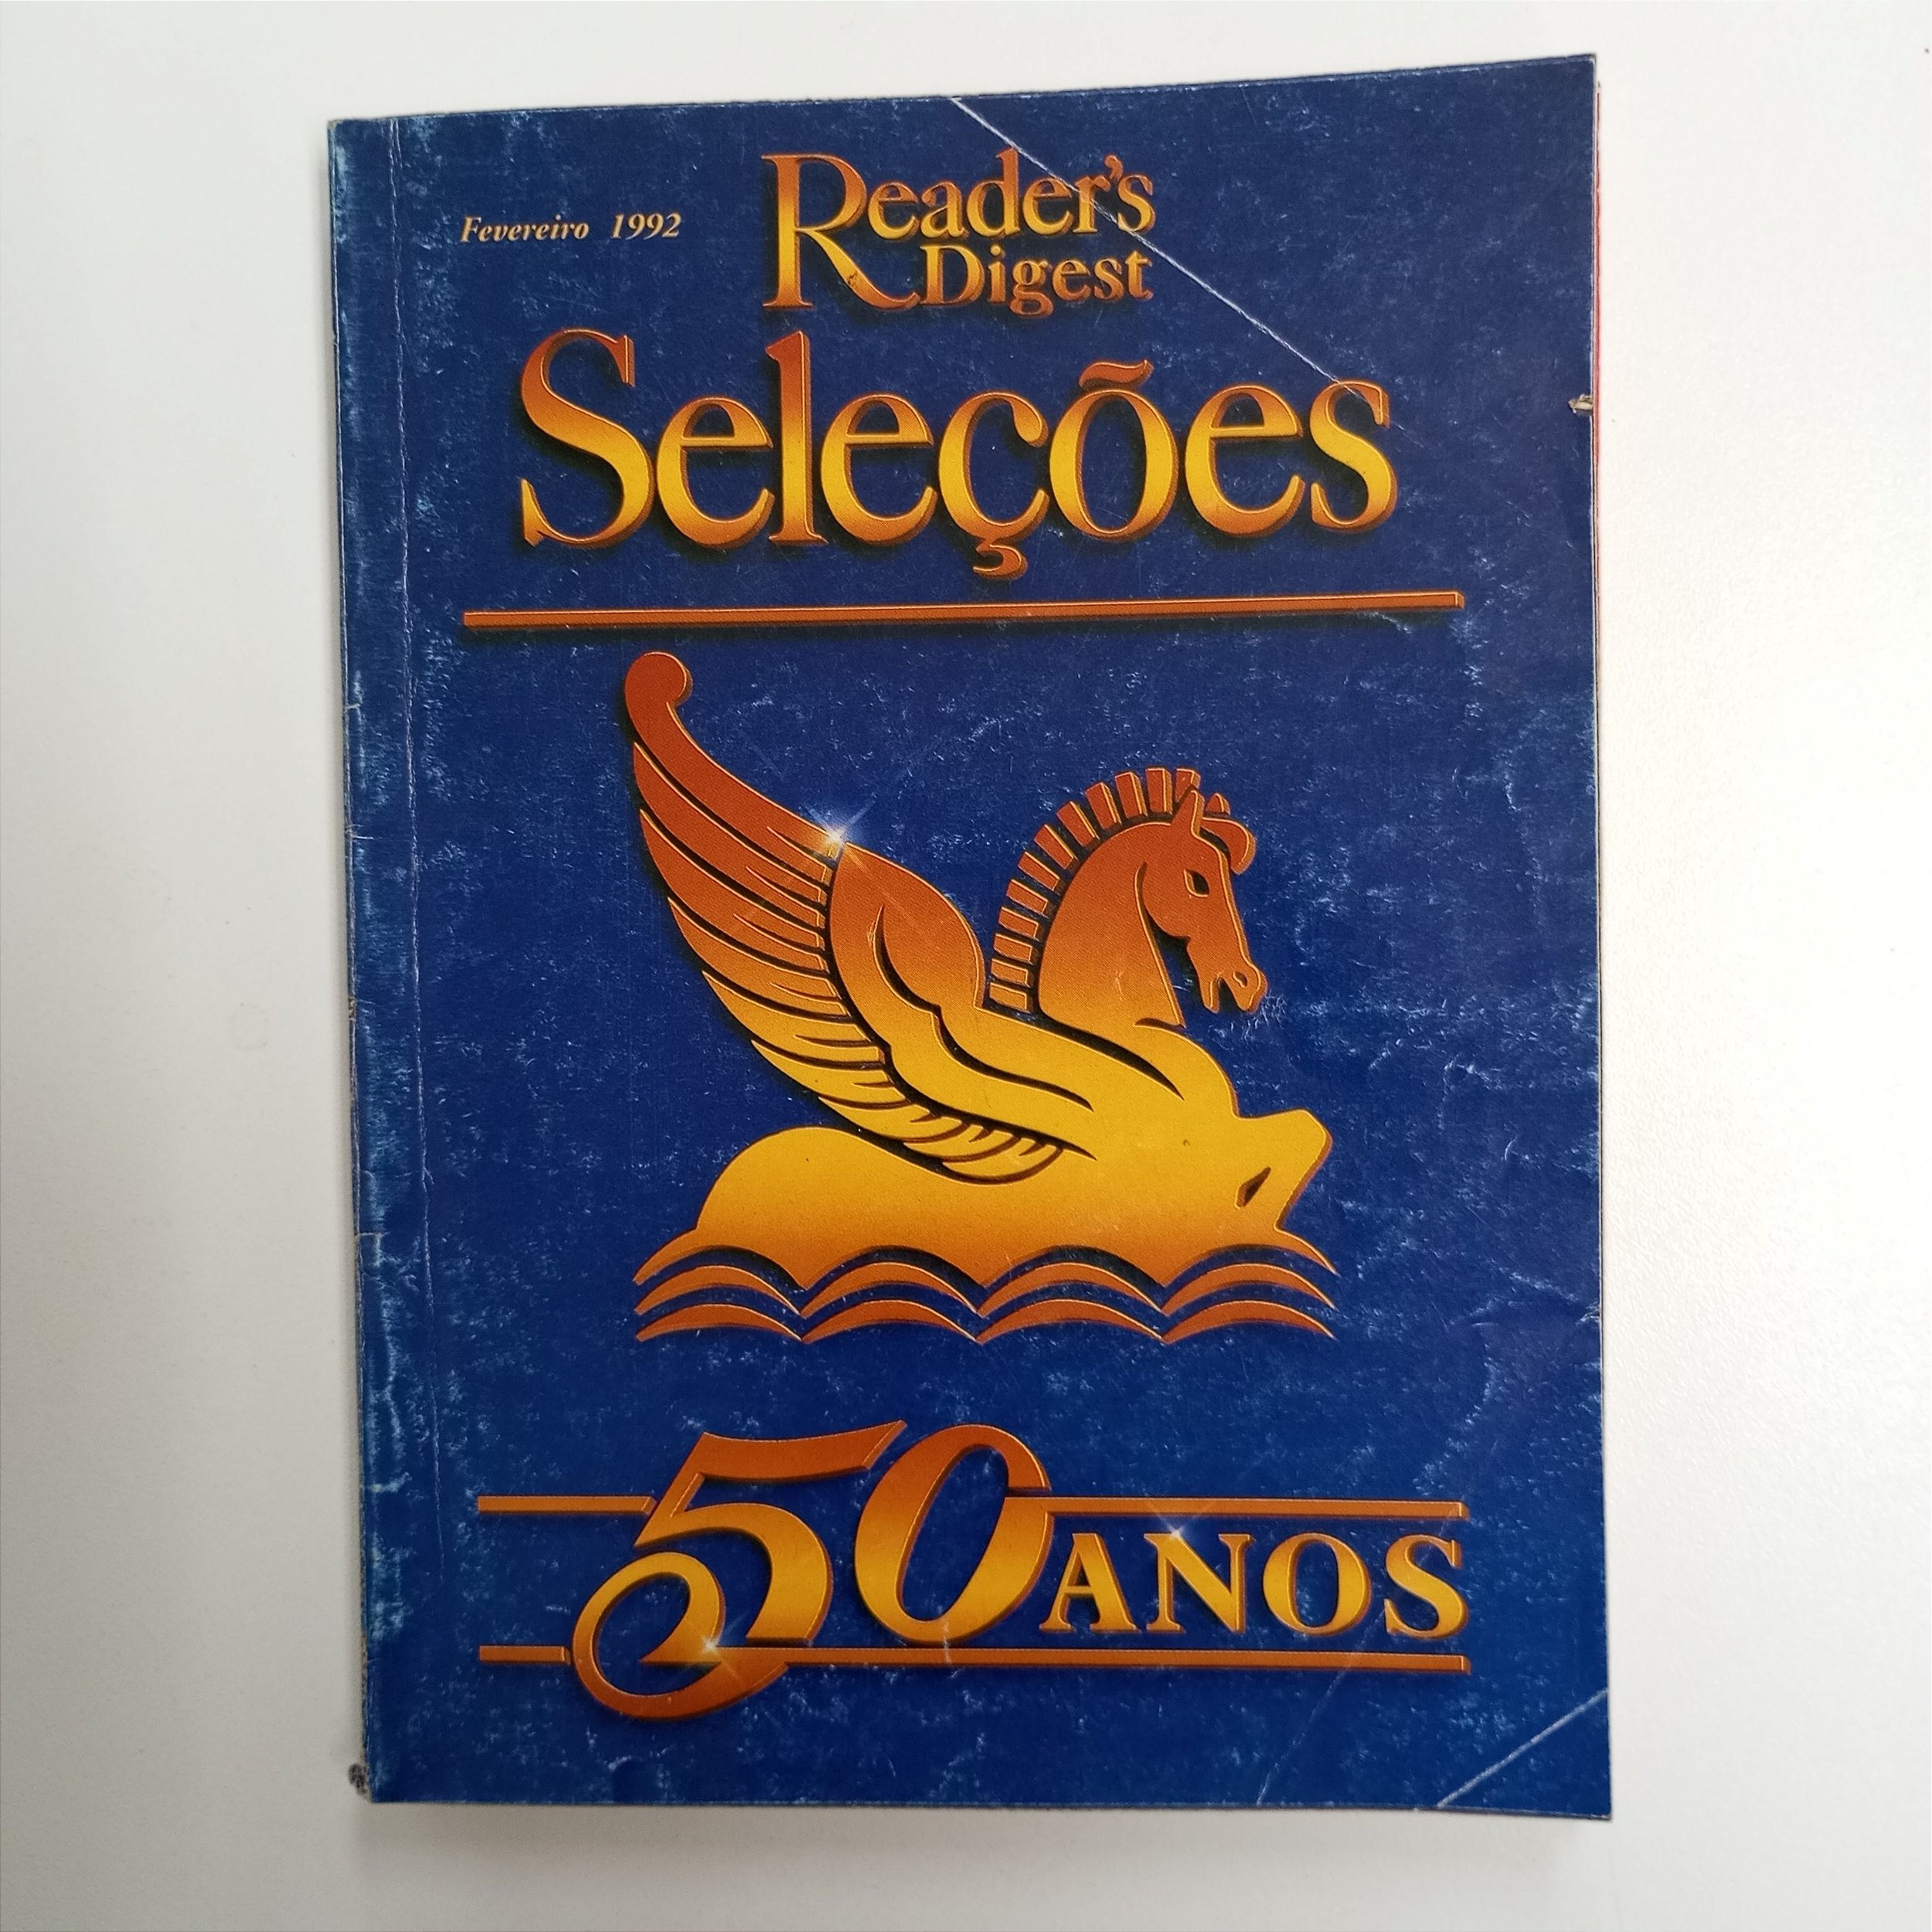 Fevereiro 1992
Reader's
Digest
Seleções
50 ANOS